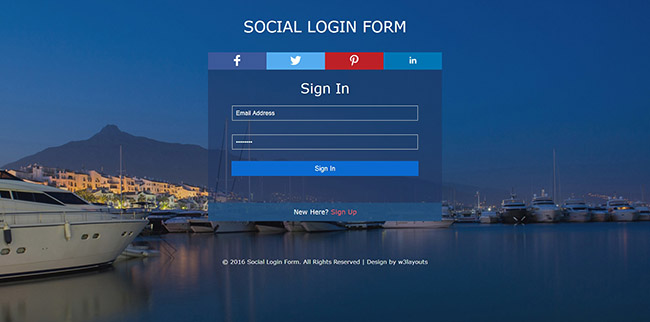 SOCIAL LOGIN FORM
Sign In
Email Address
••••••••
Sign In
New Here? Sign Up
© 2016 Social Login Form. All Rights Reserved | Design by w3layouts